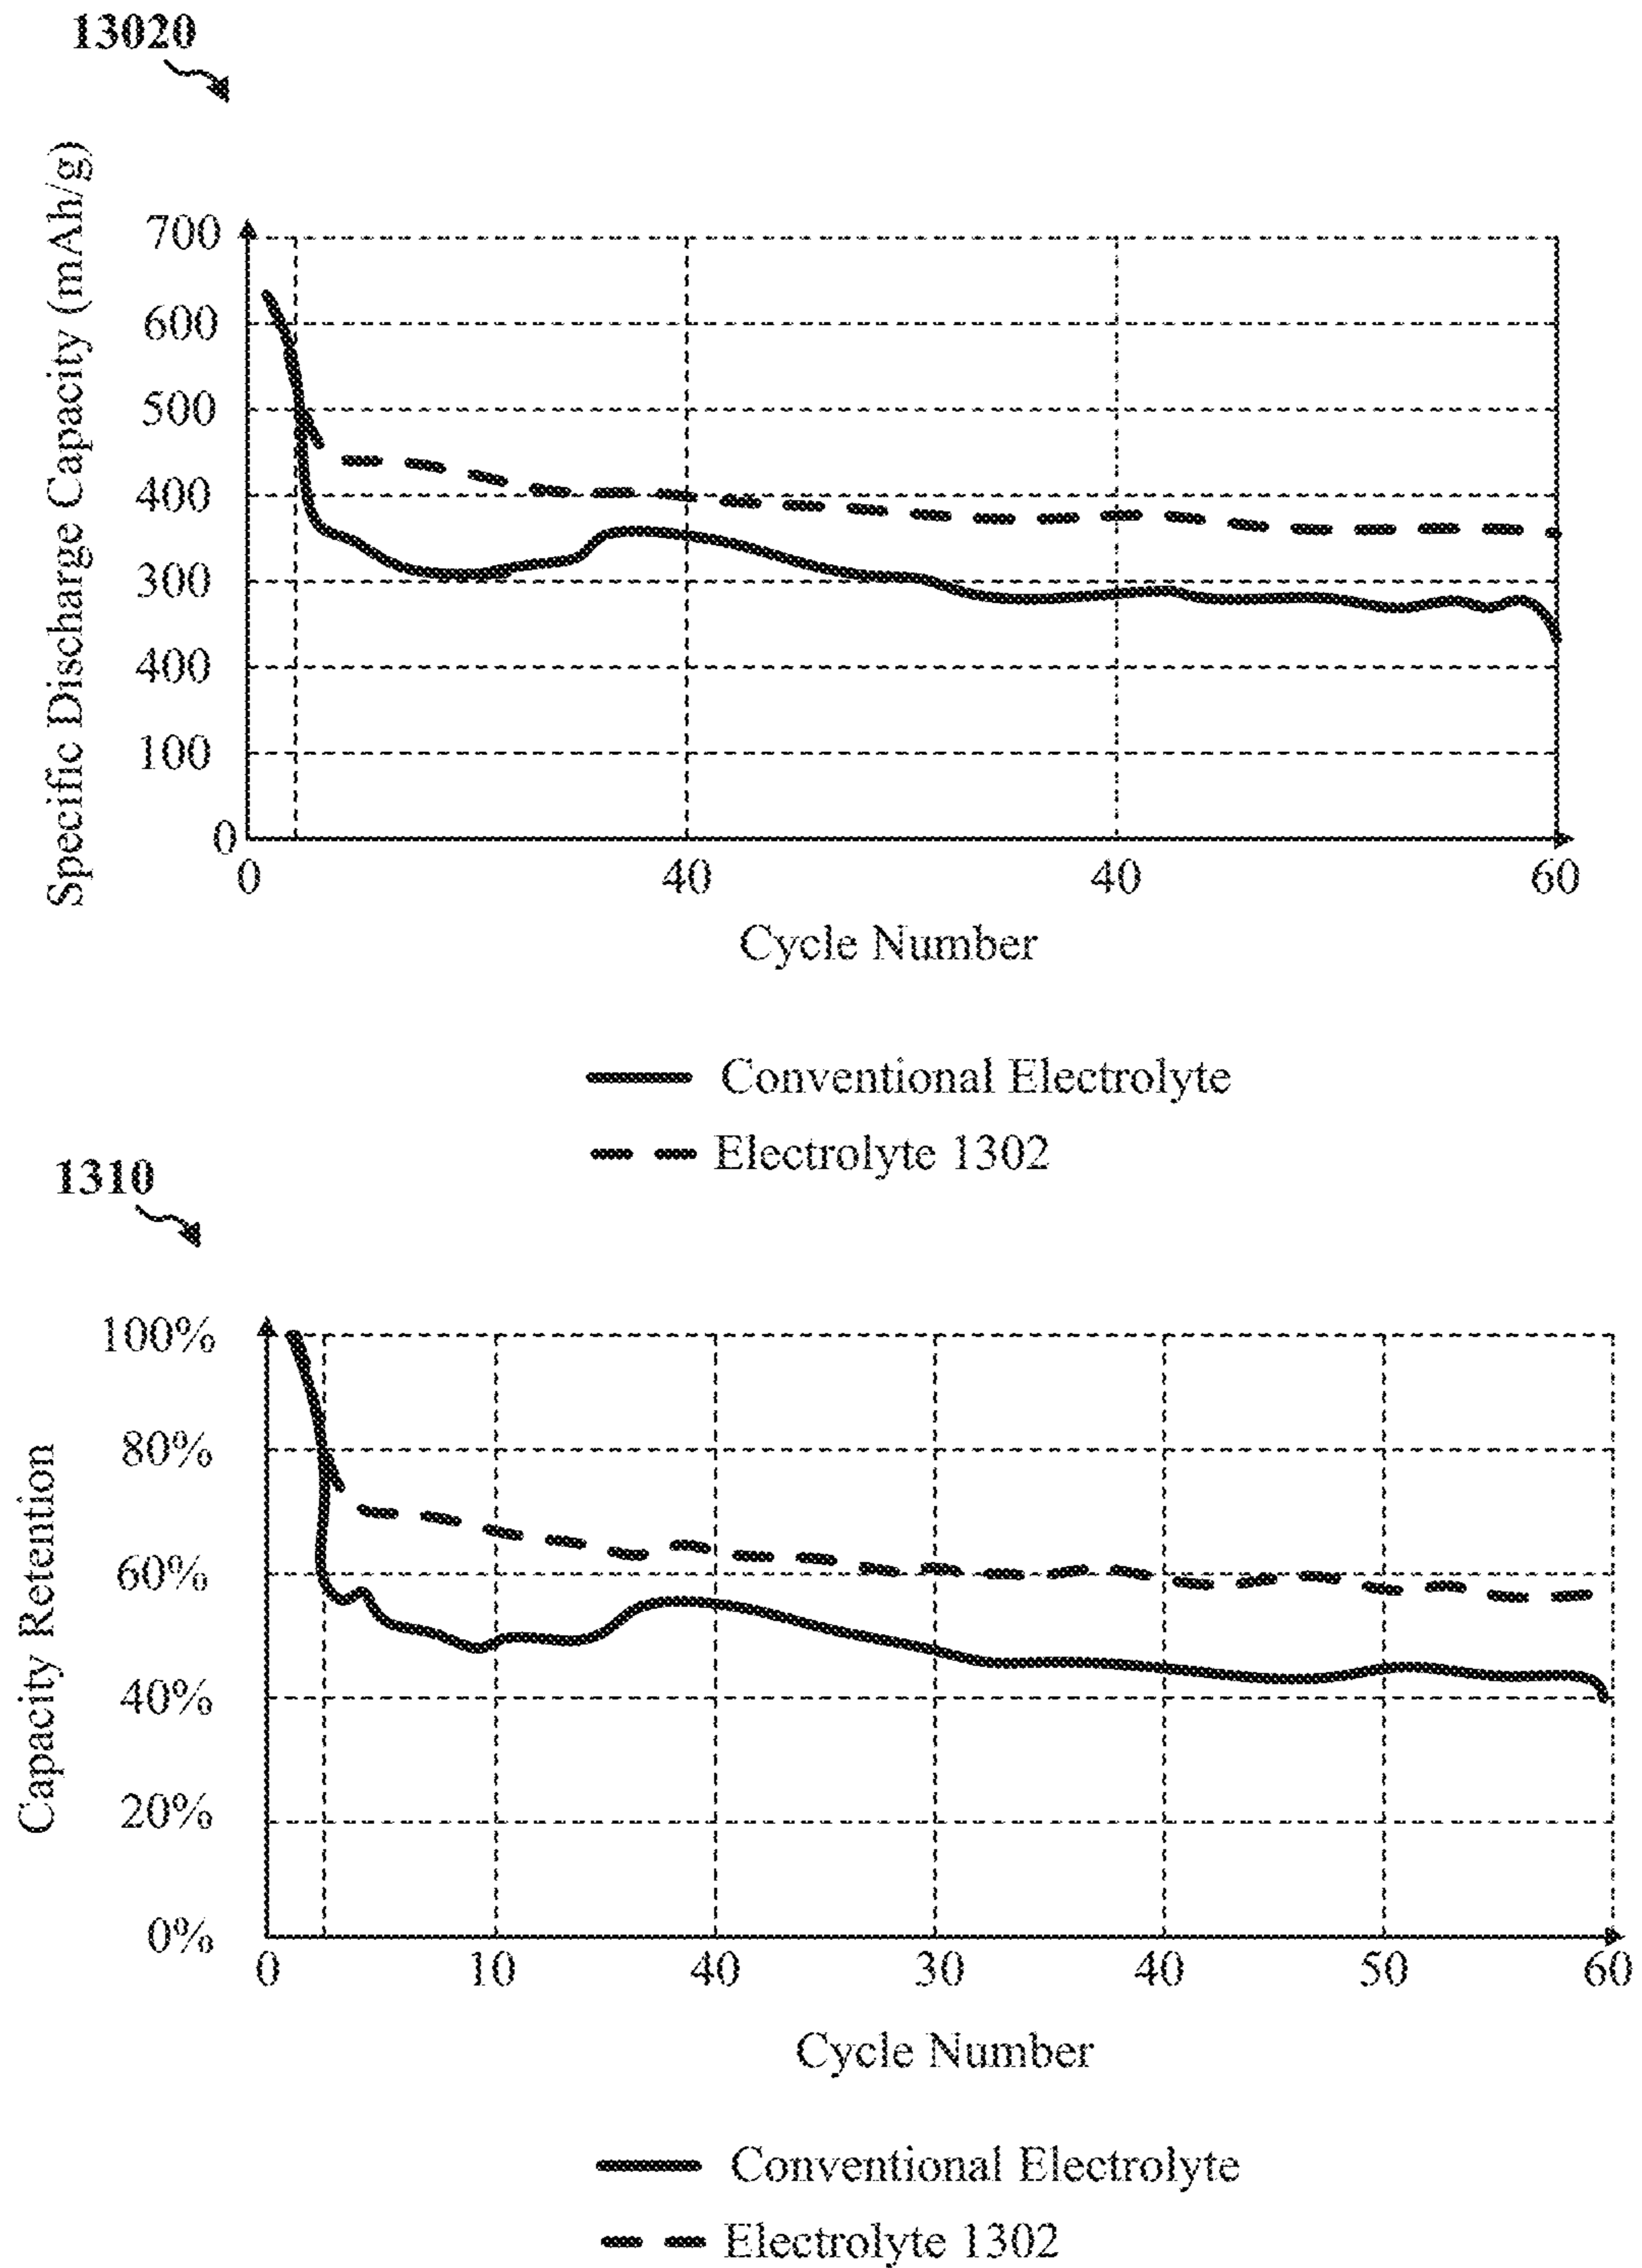 13020
Specific Discharge Capacity (mAh/g)
700
600
500
400
300
400
100
0
0 40 40 60
Cycle Number
Conventional Electrolyte
Electrolyte 1302
1310
Capacity Retention
100%
80%
60%
40%
20%
0%
0 10 40 30 40 50 60
Cycle Number
Conventional Electrolyte
Electrolyte 1302